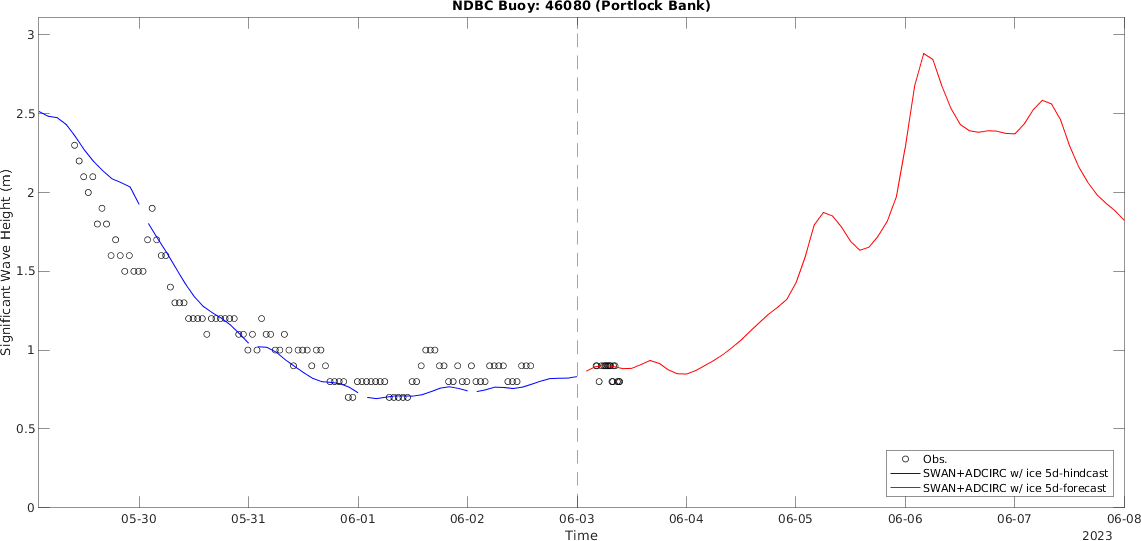 NDBC Buoy: 46080 (Portlock Bank)
3
2.5
2
1.5
1
0.5
0
Significant Wave Height (m)
Obs.
SWAN+ADCIRC w/ ice 5d-hindcast
SWAN+ADCIRC w/ ice 5d-forecast
05-30 05-31 06-01 06-02 06-03 06-04 06-05 06-06 06-07 06-08
Time
2023